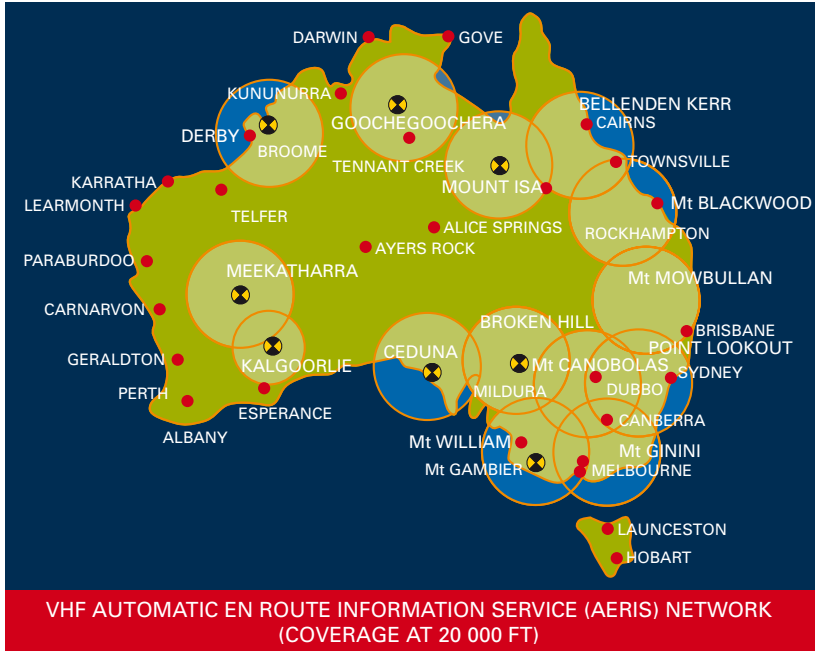 DARWIN
GOVE
KUNUNURRA
GOOCHEGOOCHERA
BELLENDEN KERR
CAIRNS
DERBY
BROOME
TENNANT CREEK
TOWNSVILLE
KARRATHA
MOUNT ISA
LEARMONTH
TELFER
Mt BLACKWOOD
ALICE SPRINGS
ROCKHAMPTON
AYERS ROCK
PARABURDOO
MEEKATHARRA
Mt MOWBULLAN
CARNARVON
BROKEN HILL
BRISBANE
POINT LOOKOUT
GERALDTON
KALGOORLIE
CEDUNA
Mt CANOBOLAS
SYDNEY
PERTH
MILDURA
DUBBO
ESPERANCE
CANBERRA
ALBANY
Mt WILLIAM
Mt GININI
Mt GAMBIER
MELBOURNE
LAUNCESTON
HOBART
VHF AUTOMATIC EN ROUTE INFORMATION SERVICE (AERIS) NETWORK
(COVERAGE AT 20 000 FT)